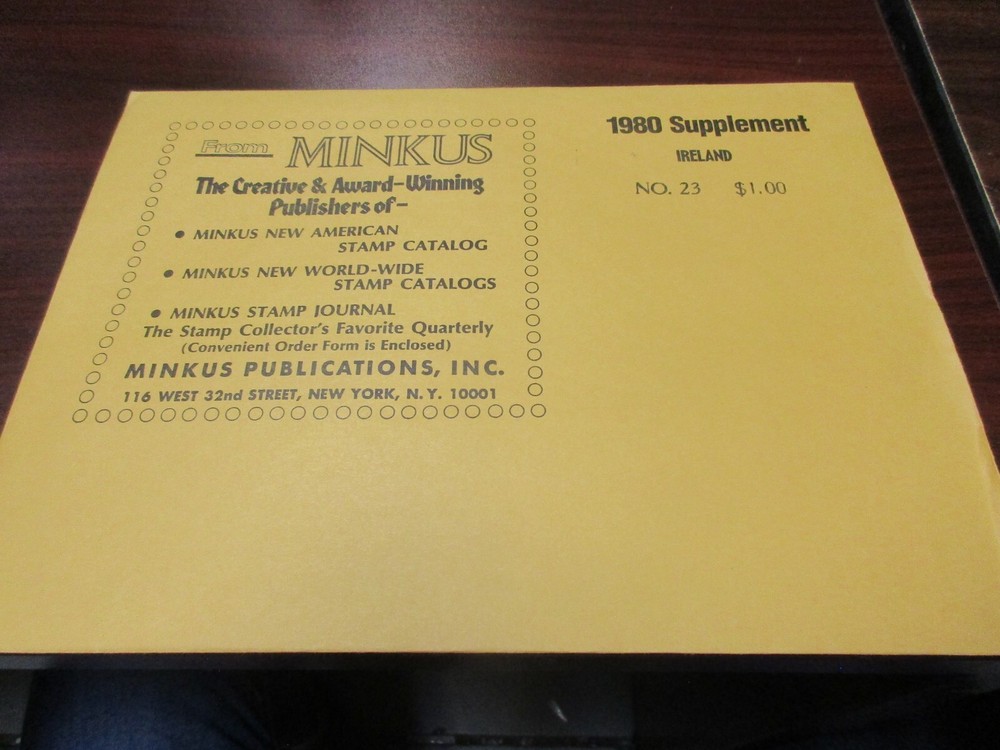 From MINKUS
The Creative & Award-Winning
Publishers of-
• MINKUS NEW AMERICAN
STAMP CATALOG
• MINKUS NEW WORLD-WIDE
STAMP CATALOGS
• MINKUS STAMP JOURNAL
The Stamp Collector's Favorite Quarterly
(Convenient Order Form is Enclosed)
MINKUS PUBLICATIONS, INC.
116 WEST 32nd STREET, NEW YORK, N.Y. 10001
1980 Supplement
IRELAND
NO. 23 $1.00